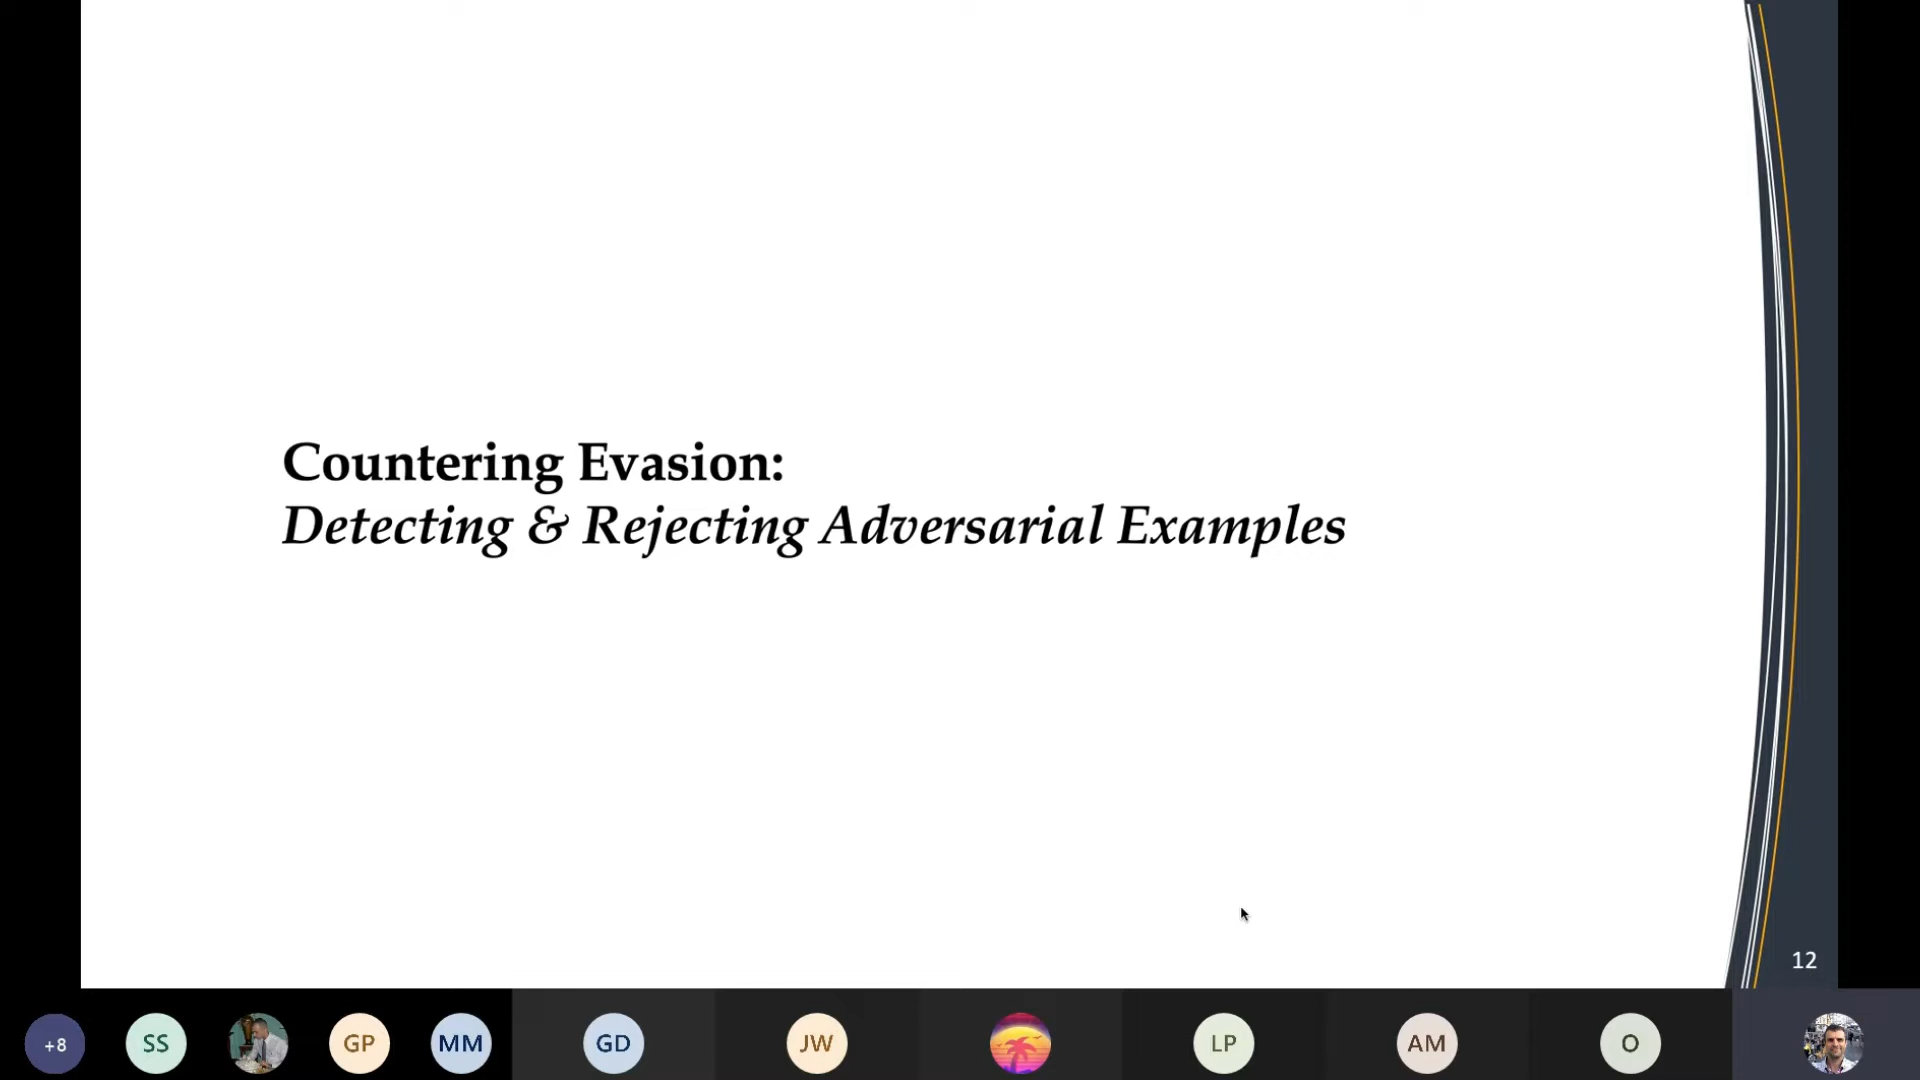 Countering Evasion:
Detecting & Rejecting Adversarial Examples
12
+8
SS
GP
MM
GD
JW
LP
AM
O